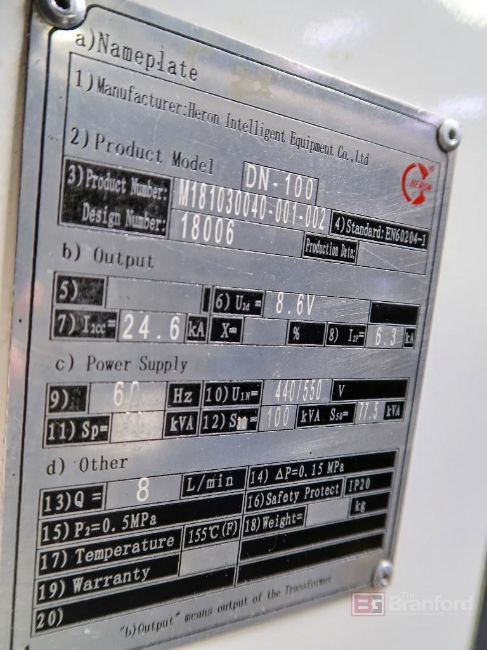 a)Nameplate
1)Manufacturer:Heron Intelligent Equipment Co.,Ltd
2)Product Model DN-100
HERON
3)Product Number: M181030040-001-002
4)Standard:EN60204-1
Design Number: 18006 Production Date:
b) Output
5) 6) U2d = 8.6V
7) I2CC= 24.6 kA X= % 8) I2P= 6.3 kA
c) Power Supply
9) 60 Hz 10)U1N= 440/550 V
11) Sp= kVA 12) 100 kVA S50= 77.5 kVA
d) Other
13)Q = 8 L/min 14) ΔP=0.15 MPa
15) P2=0.5MPa 16)Safety Protect IP20
17) Temperature 155℃(F) 18)Weight= kg
19) Warranty
20)
"b)Output" means output of the Transformer
BG The Branford